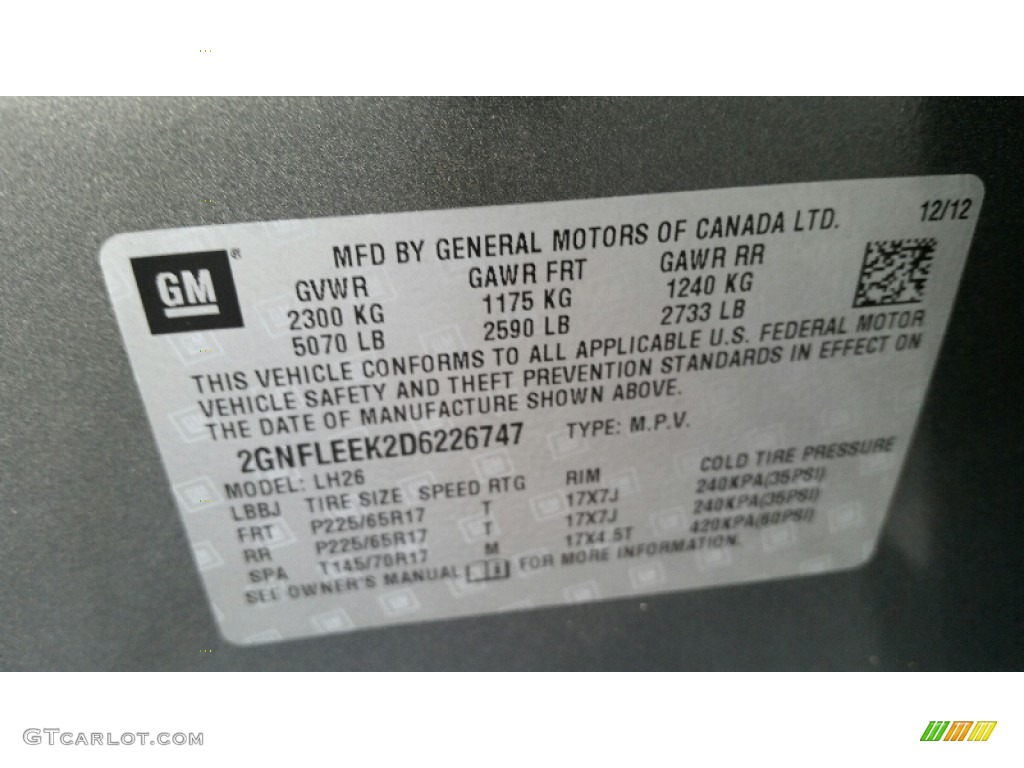 12/12
MFD BY GENERAL MOTORS OF CANADA LTD.
GM ®
GVWR GAWR FRT GAWR RR
2300 KG 1175 KG 1240 KG
5070 LB 2590 LB 2733 LB
THIS VEHICLE CONFORMS TO ALL APPLICABLE U.S. FEDERAL MOTOR
VEHICLE SAFETY AND THEFT PREVENTION STANDARDS IN EFFECT ON
THE DATE OF MANUFACTURE SHOWN ABOVE.
2GNFLEEK2D6226747 TYPE: M.P.V.
MODEL: LH26
LBBJ TIRE SIZE SPEED RTG RIM COLD TIRE PRESSURE
FRT P225/65R17 T 17X7J 240KPA(35PSI)
RR P225/65R17 T 17X7J 240KPA(35PSI)
SPA T145/70R17 M 17X4.5T 420KPA(60PSI)
SEE OWNER'S MANUAL FOR MORE INFORMATION.
GTCARLOT.COM